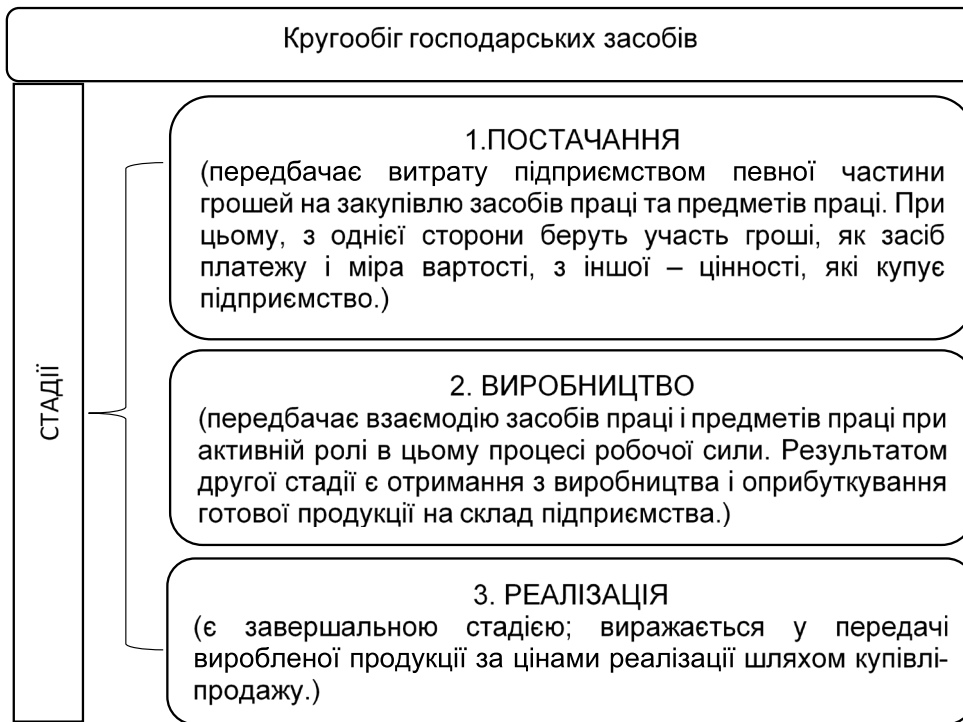 Кругообіг господарських засобів
СТАДІЇ
1.ПОСТАЧАННЯ
(передбачає витрату підприємством певної частини
грошей на закупівлю засобів праці та предметів праці. При
цьому, з однієї сторони беруть участь гроші, як засіб
платежу і міра вартості, з іншої – цінності, які купує
підприємство.)
2. ВИРОБНИЦТВО
(передбачає взаємодію засобів праці і предметів праці при
активній ролі в цьому процесі робочої сили. Результатом
другої стадії є отримання з виробництва і оприбуткування
готової продукції на склад підприємства.)
3. РЕАЛІЗАЦІЯ
(є завершальною стадією; виражається у передачі
виробленої продукції за цінами реалізації шляхом купівлі-
продажу.)